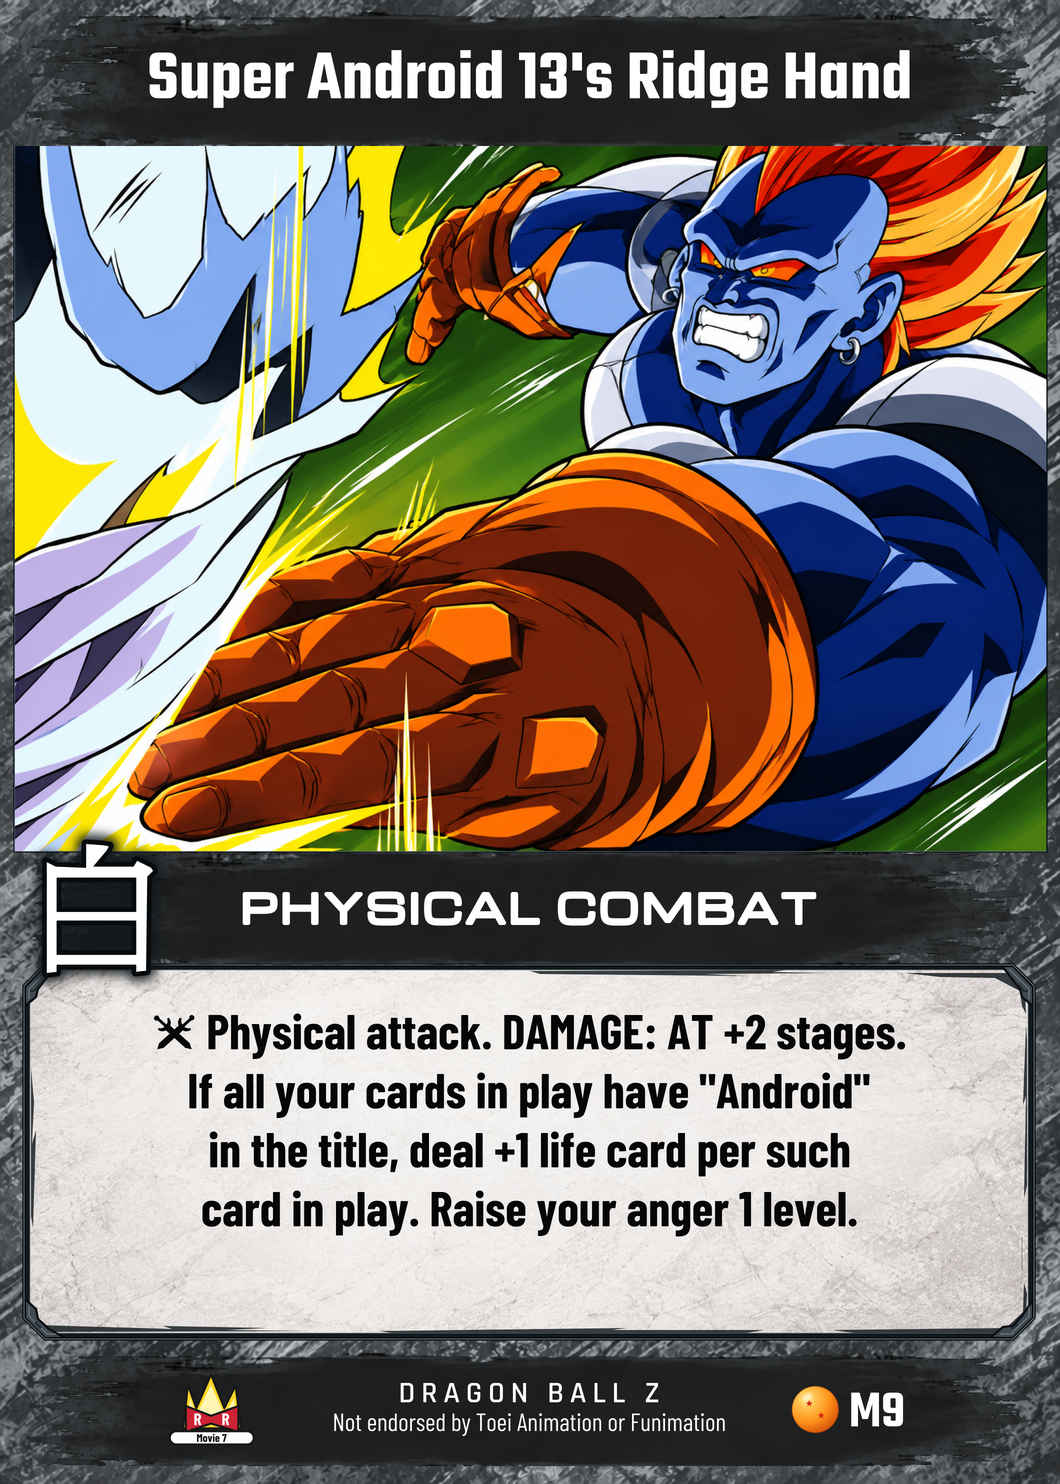 Super Android 13's Ridge Hand
白
PHYSICAL COMBAT
Physical attack. DAMAGE: AT +2 stages.
If all your cards in play have "Android"
in the title, deal +1 life card per such
card in play. Raise your anger 1 level.
R R
Movie 7
DRAGON BALL Z
Not endorsed by Toei Animation or Funimation
M9